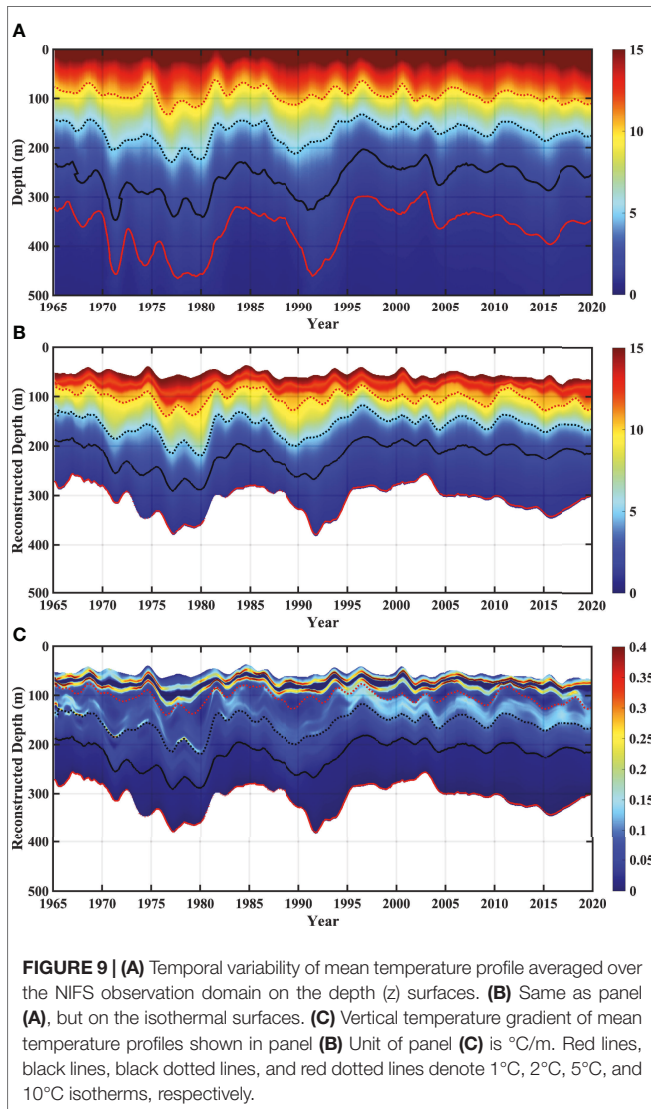 A
0
100
200
300
400
500
Depth (m)
1965 1970 1975 1980 1985 1990 1995 2000 2005 2010 2015 2020
Year
15
10
5
0
B
0
100
200
300
400
500
Reconstructed Depth (m)
1965 1970 1975 1980 1985 1990 1995 2000 2005 2010 2015 2020
Year
15
10
5
0
C
0
100
200
300
400
500
Reconstructed Depth (m)
1965 1970 1975 1980 1985 1990 1995 2000 2005 2010 2015 2020
Year
0.4
0.35
0.3
0.25
0.2
0.15
0.1
0.05
0
FIGURE 9 | (A) Temporal variability of mean temperature profile averaged over
the NIFS observation domain on the depth (z) surfaces. (B) Same as panel
(A), but on the isothermal surfaces. (C) Vertical temperature gradient of mean
temperature profiles shown in panel (B) Unit of panel (C) is °C/m. Red lines,
black lines, black dotted lines, and red dotted lines denote 1°C, 2°C, 5°C, and
10°C isotherms, respectively.